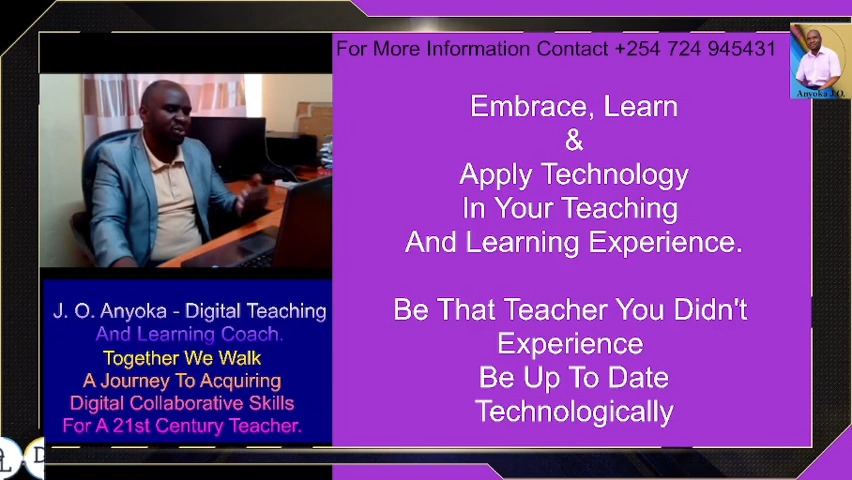 For More Information Contact +254 724 945431
Anyoka J.O.
Embrace, Learn
&
Apply Technology
In Your Teaching
And Learning Experience.
Be That Teacher You Didn't
Experience
Be Up To Date
Technologically
J. O. Anyoka - Digital Teaching
And Learning Coach.
Together We Walk
A Journey To Acquiring
Digital Collaborative Skills
For A 21st Century Teacher.